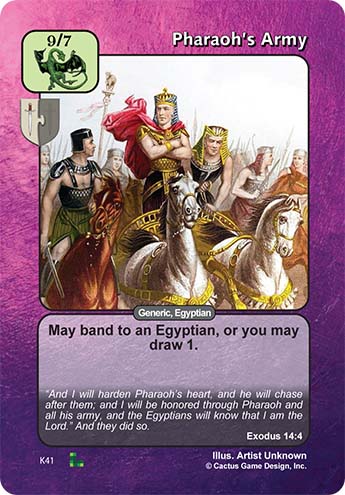 9/7
Pharaoh's Army
Generic, Egyptian
May band to an Egyptian, or you may
draw 1.
"And I will harden Pharaoh's heart, and he will chase
after them; and I will be honored through Pharaoh and
all his army, and the Egyptians will know that I am the
Lord." And they did so.
Exodus 14:4
K41
Illus. Artist Unknown
© Cactus Game Design, Inc.